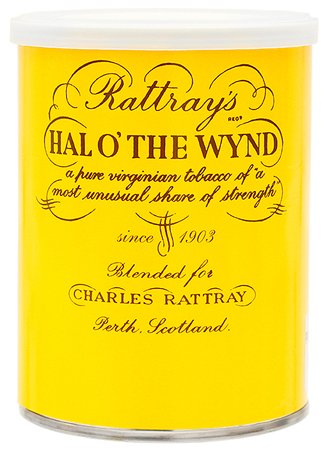 Rattray's
REGD
HAL O' THE WYND
a pure virginian tobacco of "a
most unusual share of strength"
since 1903
Blended for
CHARLES RATTRAY
Perth. Scotland.